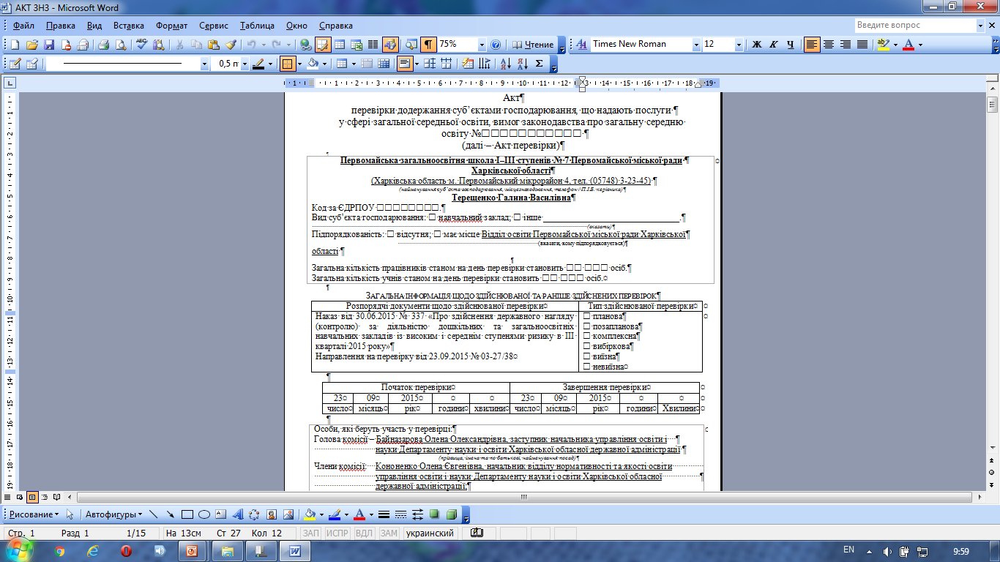 АКТ ЗНЗ - Microsoft Word
Файл Правка Вид Вставка Формат Сервис Таблица Окно Справка
Введите вопрос
75% Чтение Times New Roman 12 Ж К Ч
0,5 п
Акт¶
перевірки додержання суб’єктами господарювання, що надають послуги ¶
у сфері загальної середньої освіти, вимог законодавства про загальну середню
освіту №□□□□□□□□□□□ ¶
(далі – Акт перевірки)¶
Первомайська загальноосвітня школа І–ІІІ ступенів № 7 Первомайської міської ради ¶
Харківської області¶
(Харківська область м. Первомайський мікрорайон 4, тел. (05748) 3-23-45) ¶
(найменування суб’єкта господарювання, місцезнаходження, телефон / П.І.Б. керівника)¶
Терещенко Галина Василівна¶
Код за ЄДРПОУ □□□□□□□□.¶
Вид суб’єкта господарювання: □ навчальний заклад; □ інше ____________________________.¶
(вказати)¶
Підпорядкованість: □ відсутня; □ має місце Відділ освіти Первомайської міської ради Харківської¶
(вказати, кому підпорядковується)¶
області ¶
Загальна кількість працівників станом на день перевірки становить □□ □□□ осіб.¶
Загальна кількість учнів станом на день перевірки становить □□ □□□ осіб.¤
ЗАГАЛЬНА ІНФОРМАЦІЯ ЩОДО ЗДІЙСНЮВАНОЇ ТА РАНІШЕ ЗДІЙСНЕНИХ ПЕРЕВІРОК¶
Розпорядчі документи щодо здійснюваної перевірки¤ Тип здійснюваної перевірки¤
Наказ від 30.06.2015 № 337 «Про здійснення державного нагляду
(контролю) за діяльністю дошкільних та загальноосвітніх
навчальних закладів із високим і середнім ступенями ризику в ІІІ
кварталі 2015 року»¶
Направлення на перевірку від 23.09.2015 № 03-27/38¤
□ планова¶
□ позапланова¶
□ комплексна¶
□ вибіркова¶
□ виїзна¶
□ невиїзна¤
Початок перевірки¤ Завершення перевірки¤
23¤ 09¤ 2015¤ ¤ ¤ 23¤ 09¤ 2015¤ ¤ ¤
число¤ місяць¤ рік¤ години¤ хвилини¤ число¤ місяць¤ рік¤ години¤ Хвилини¤
Особи, які беруть участь у перевірці:¶
Голова комісії – Байназарова Олена Олександрівна, заступник начальника управління освіти і ¶
науки Департаменту науки і освіти Харківської обласної державної адміністрації ¶
(прізвища, імена та по батькові, найменування посад)¶
Члени комісії: Кононенко Олена Євгенівна, начальник відділу нормативності та якості освіти
управління освіти і науки Департаменту науки і освіти Харківської обласної ¶
державної адміністрації;¶
Рисование Автофигуры
Стр. 1 Разд 1 1/15 На 13см Ст 27 Кол 12 ЗАП ИСПР ВДЛ ЗАМ украинский
EN 9:59